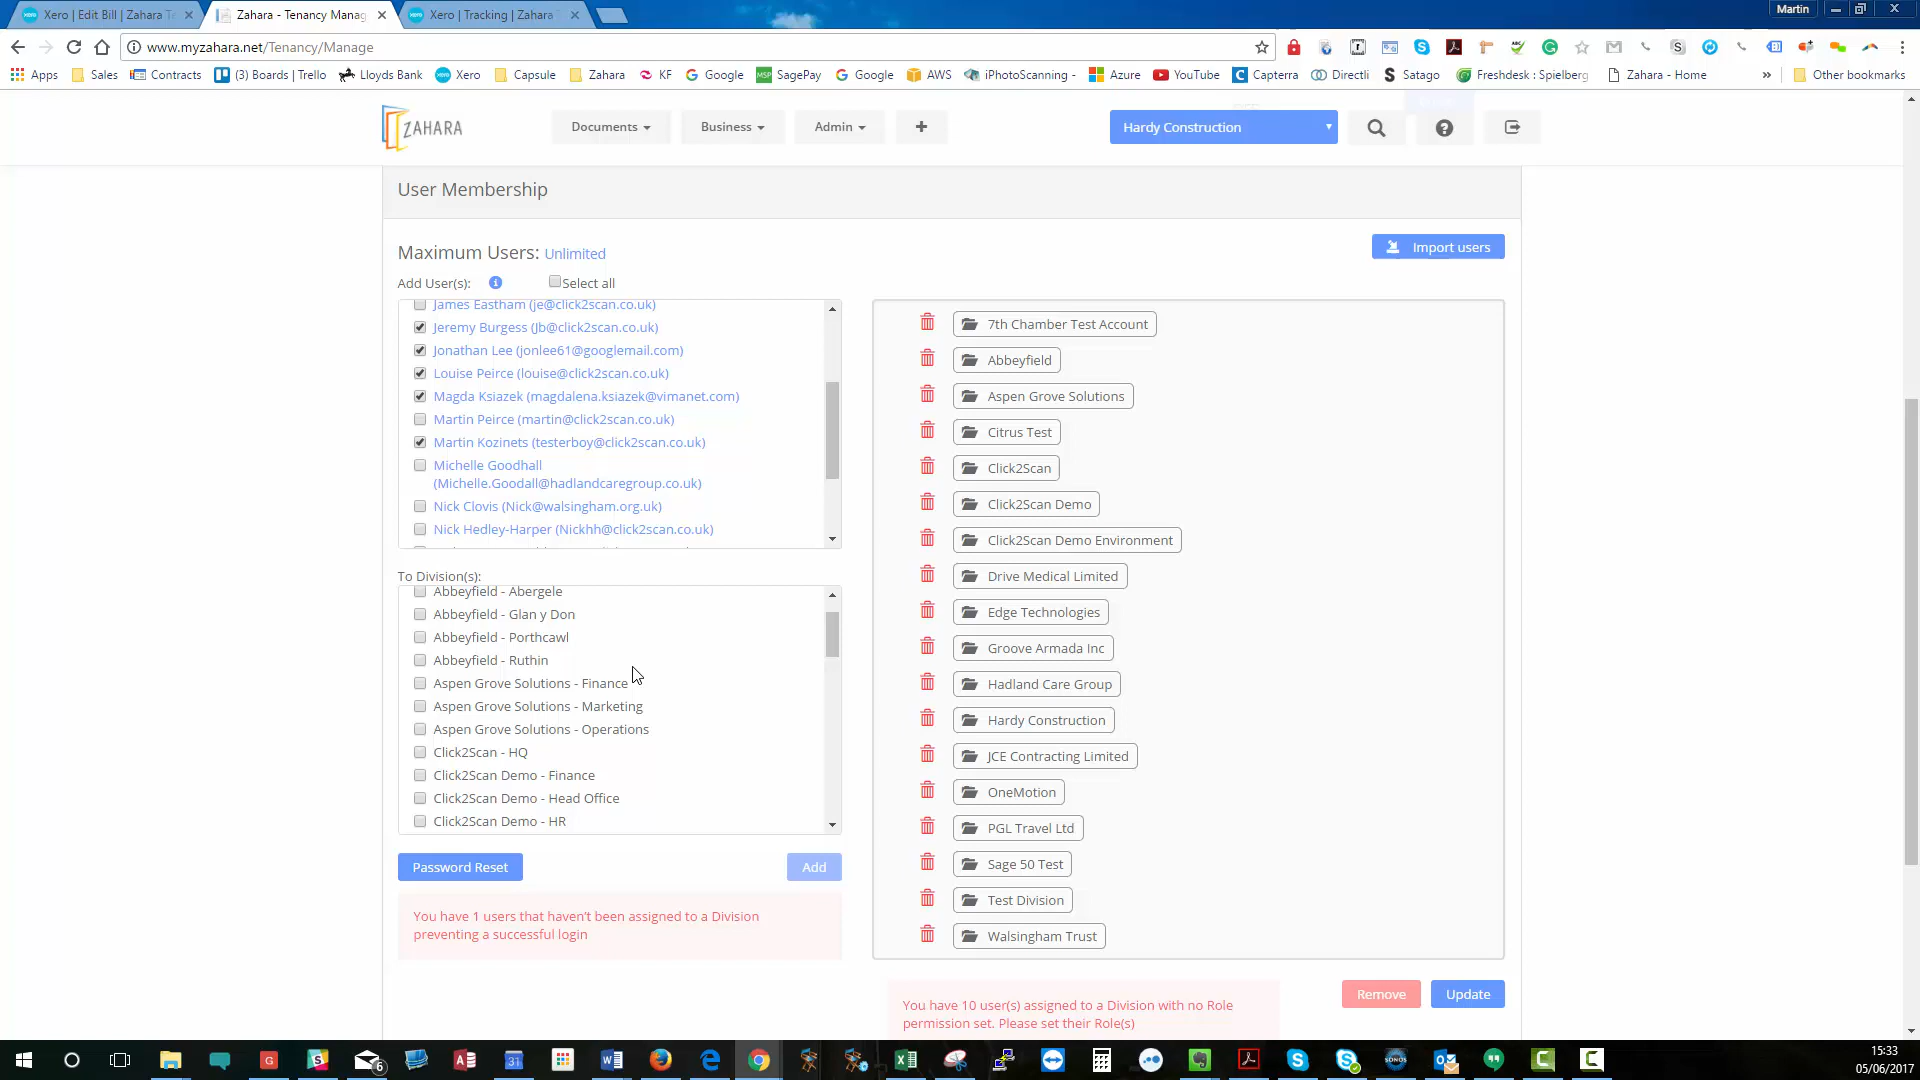 Xero | Edit Bill | Zahara T
Zahara - Tenancy Manag
Xero | Tracking | Zahara
Martin
www.myzahara.net/Tenancy/Manage
Apps
Sales
Contracts
(3) Boards | Trello
Lloyds Bank
Xero
Capsule
Zahara
KF
Google
SagePay
Google
AWS
iPhotoScanning -
Azure
YouTube
Capterra
Directli
Satago
Freshdesk : Spielberg
Zahara - Home
»
Other bookmarks
ZAHARA
Documents
Business
Admin
Hardy Construction
User Membership
Maximum Users: Unlimited
Import users
Add User(s):
Select all
James Eastham (je@click2scan.co.uk)
Jeremy Burgess (Jb@click2scan.co.uk)
Jonathan Lee (jonlee61@googlemail.com)
Louise Peirce (louise@click2scan.co.uk)
Magda Ksiazek (magdalena.ksiazek@vimanet.com)
Martin Peirce (martin@click2scan.co.uk)
Martin Kozinets (testerboy@click2scan.co.uk)
Michelle Goodhall
(Michelle.Goodall@hadlandcaregroup.co.uk)
Nick Clovis (Nick@walsingham.org.uk)
Nick Hedley-Harper (Nickhh@click2scan.co.uk)
To Division(s):
Abbeyfield - Abergele
Abbeyfield - Glan y Don
Abbeyfield - Porthcawl
Abbeyfield - Ruthin
Aspen Grove Solutions - Finance
Aspen Grove Solutions - Marketing
Aspen Grove Solutions - Operations
Click2Scan - HQ
Click2Scan Demo - Finance
Click2Scan Demo - Head Office
Click2Scan Demo - HR
Password Reset
Add
You have 1 users that haven't been assigned to a Division
preventing a successful login
7th Chamber Test Account
Abbeyfield
Aspen Grove Solutions
Citrus Test
Click2Scan
Click2Scan Demo
Click2Scan Demo Environment
Drive Medical Limited
Edge Technologies
Groove Armada Inc
Hadland Care Group
Hardy Construction
JCE Contracting Limited
OneMotion
PGL Travel Ltd
Sage 50 Test
Test Division
Walsingham Trust
You have 10 user(s) assigned to a Division with no Role
permission set. Please set their Role(s)
Remove
Update
15:33
05/06/2017